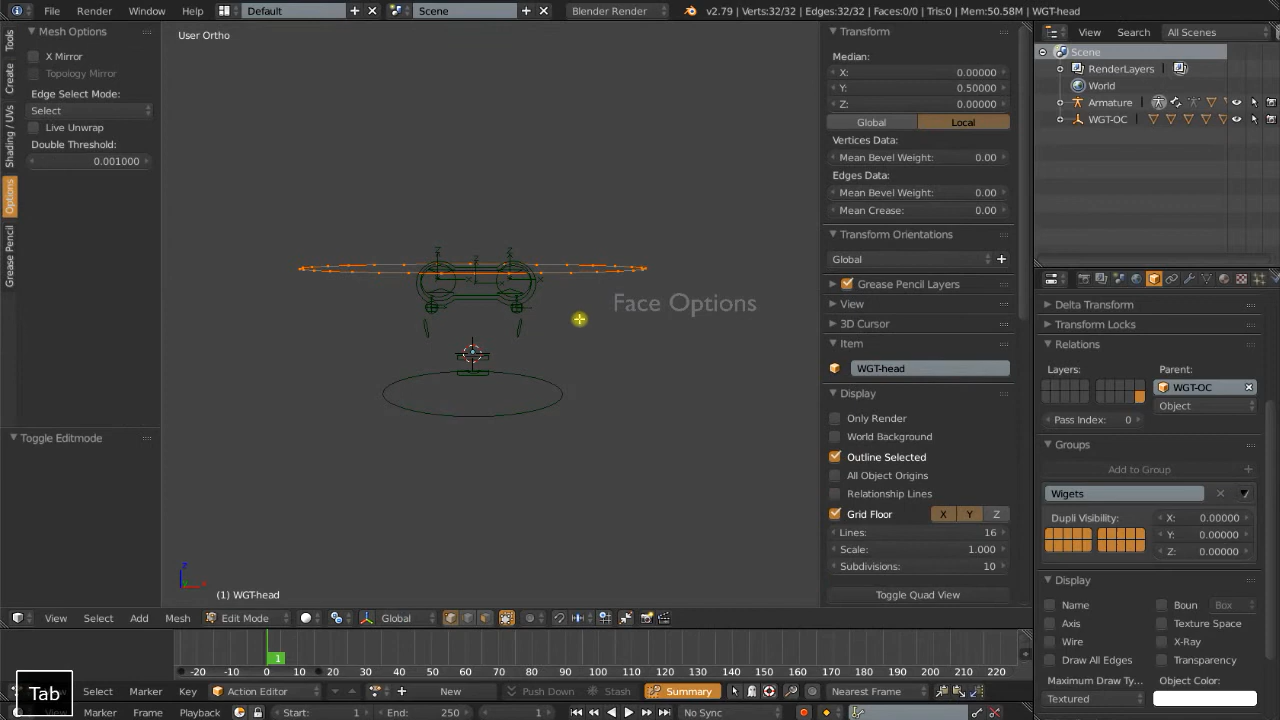 File Render Window Help Default Scene Blender Render v2.79 | Verts:32/32 | Edges:32/32 | Faces:0/0 | Tris:0 | Mem:50.58M | WGT-head
Tools
Create
Shading / UVs
Options
Grease Pencil
Mesh Options
X Mirror
Topology Mirror
Edge Select Mode:
Select
Live Unwrap
Double Threshold:
0.001000
Toggle Editmode
User Ortho
Face Options
(1) WGT-head
Transform
Median:
X: 0.00000
Y: 0.50000
Z: 0.00000
Global Local
Vertices Data:
Mean Bevel Weight: 0.00
Edges Data:
Mean Bevel Weight: 0.00
Mean Crease: 0.00
Transform Orientations
Global
Grease Pencil Layers
View
3D Cursor
Item
WGT-head
Display
Only Render
World Background
Outline Selected
All Object Origins
Relationship Lines
Grid Floor X Y Z
Lines: 16
Scale: 1.000
Subdivisions: 10
Toggle Quad View
View Search All Scenes
Scene
RenderLayers
World
Armature
WGT-OC
Delta Transform
Transform Locks
Relations
Layers: Parent:
WGT-OC
Object
Pass Index: 0
Groups
Add to Group
Wigets
Dupli Visibility: X: 0.00000
Y: 0.00000
Z: 0.00000
Display
Name Boun Box
Axis Texture Space
Wire X-Ray
Draw All Edges Transparency
Maximum Draw Ty... Object Color:
Textured
View Select Add Mesh Edit Mode Global
1
-20 -10 0 10 20 30 40 50 60 70 80 90 100 110 120 130 140 150 160 170 180 190 200 210 220
Tab
Select Marker Key Action Editor New Push Down Stash Summary Nearest Frame
Marker Frame Playback Start: 1 End: 250 1 No Sync